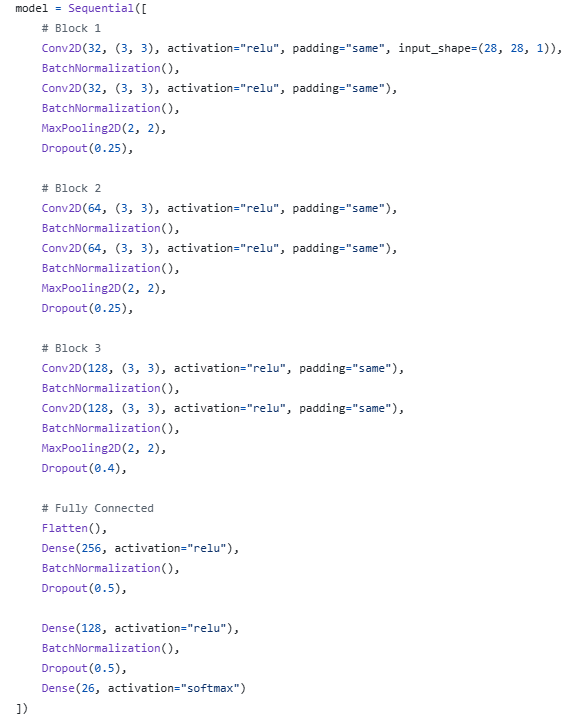 model = Sequential([
    # Block 1
    Conv2D(32, (3, 3), activation="relu", padding="same", input_shape=(28, 28, 1)),
    BatchNormalization(),
    Conv2D(32, (3, 3), activation="relu", padding="same"),
    BatchNormalization(),
    MaxPooling2D(2, 2),
    Dropout(0.25),

    # Block 2
    Conv2D(64, (3, 3), activation="relu", padding="same"),
    BatchNormalization(),
    Conv2D(64, (3, 3), activation="relu", padding="same"),
    BatchNormalization(),
    MaxPooling2D(2, 2),
    Dropout(0.25),

    # Block 3
    Conv2D(128, (3, 3), activation="relu", padding="same"),
    BatchNormalization(),
    Conv2D(128, (3, 3), activation="relu", padding="same"),
    BatchNormalization(),
    MaxPooling2D(2, 2),
    Dropout(0.4),

    # Fully Connected
    Flatten(),
    Dense(256, activation="relu"),
    BatchNormalization(),
    Dropout(0.5),

    Dense(128, activation="relu"),
    BatchNormalization(),
    Dropout(0.5),
    Dense(26, activation="softmax")
])